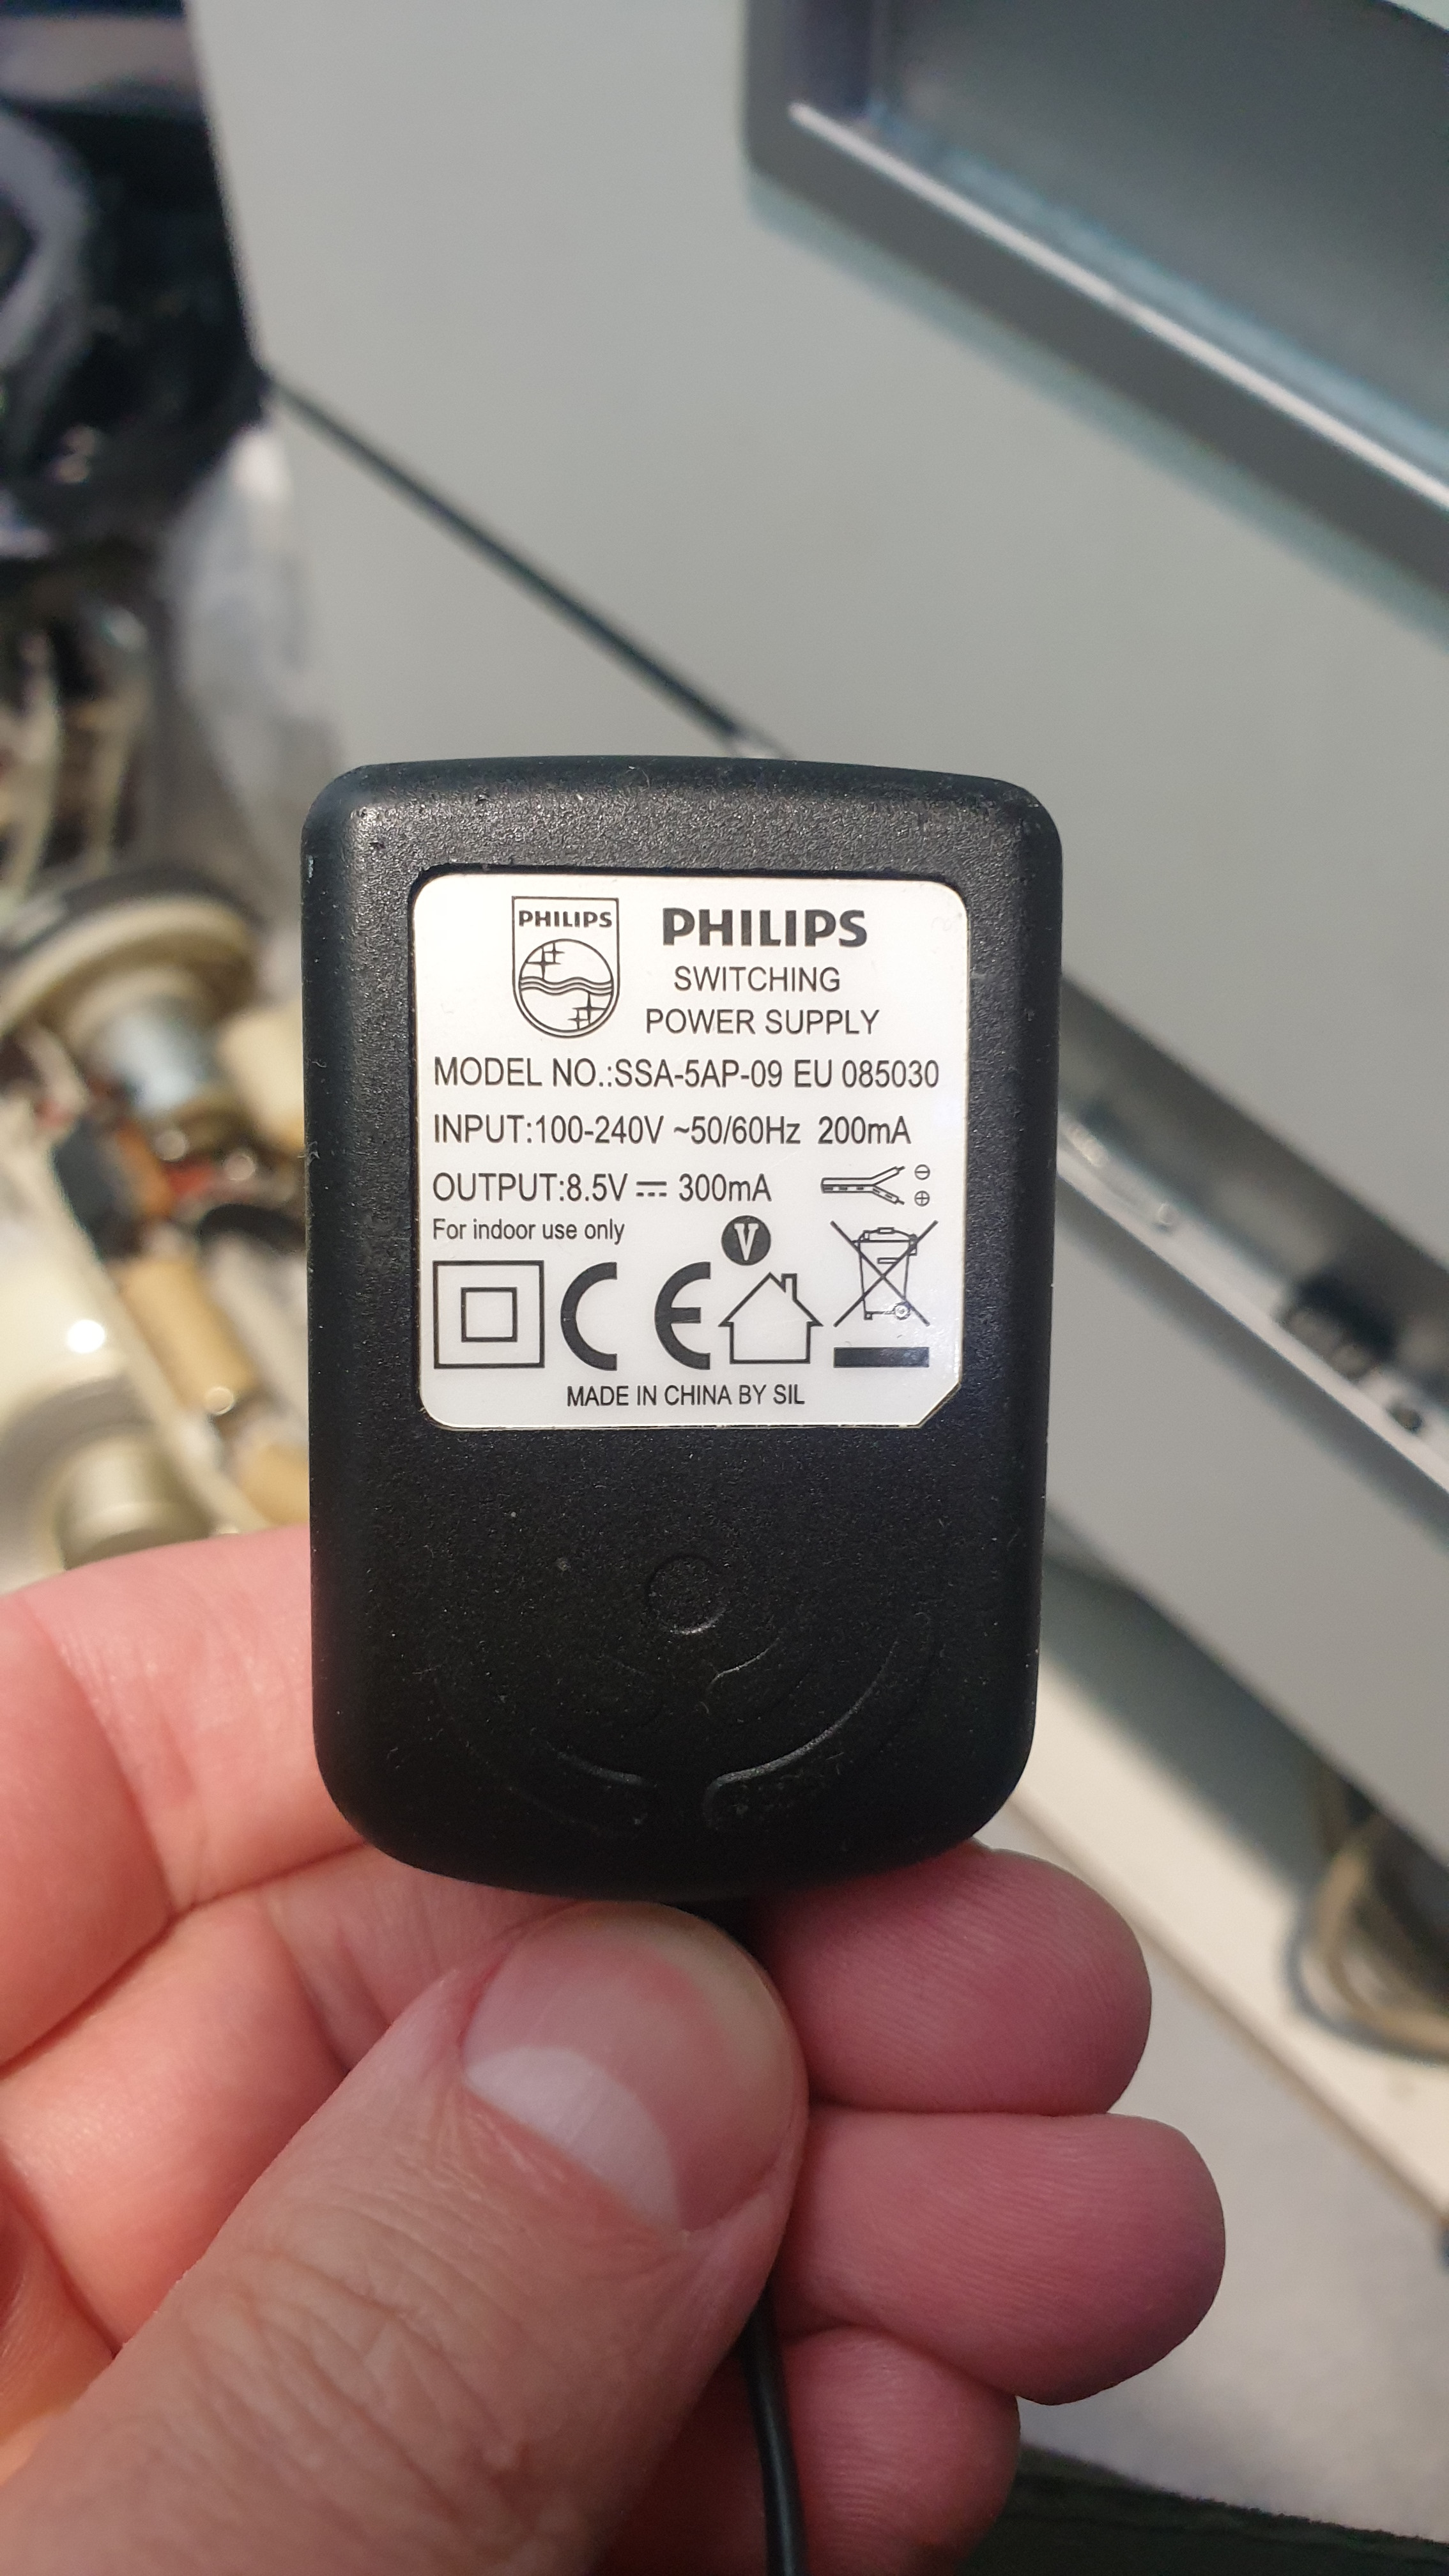 PHILIPS
PHILIPS
SWITCHING
POWER SUPPLY
MODEL NO.:SSA-5AP-09 EU 085030
INPUT:100-240V ~50/60Hz 200mA
OUTPUT:8.5V ⎓ 300mA ⊖ ⊕
For indoor use only
V
CE
MADE IN CHINA BY SIL